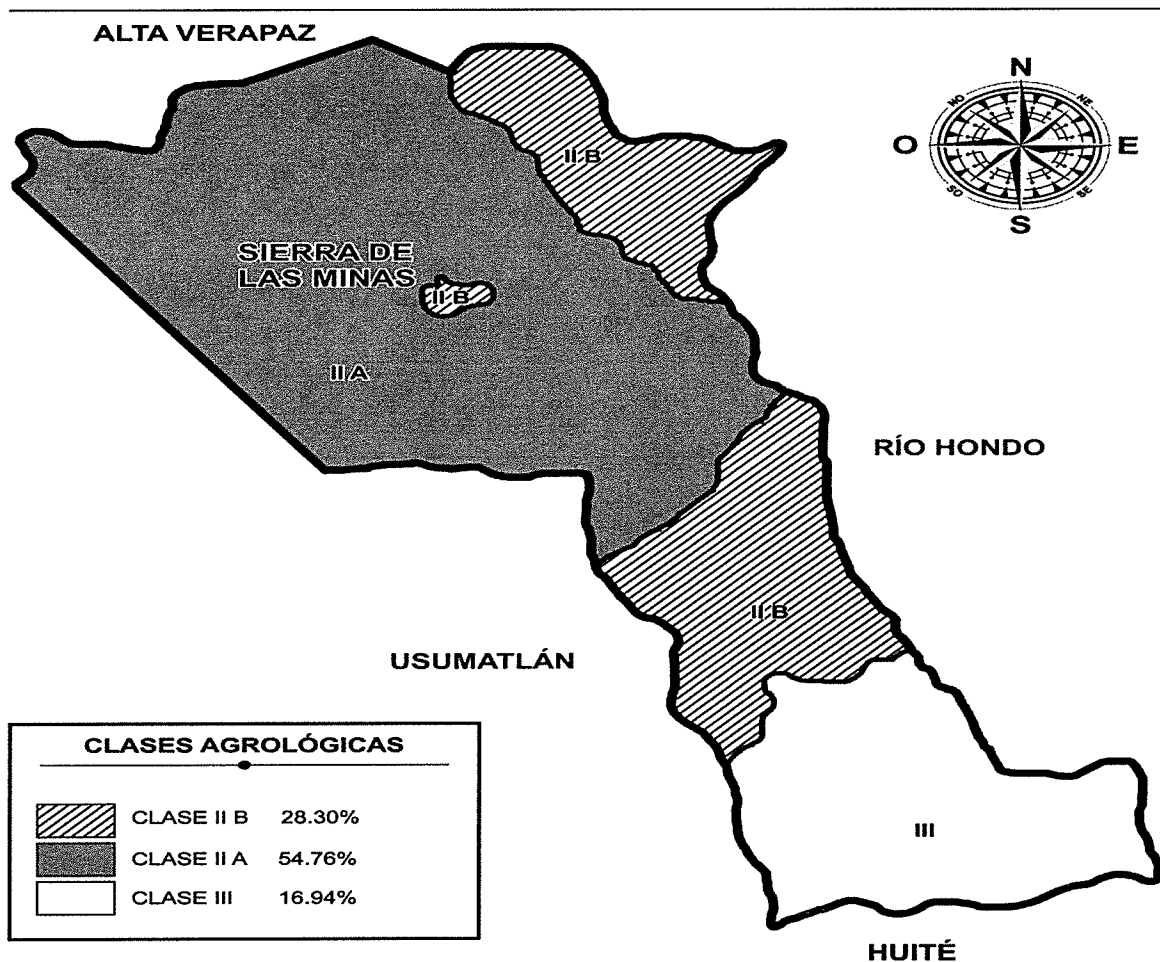 ALTA VERAPAZ
N
NO
NE
O
E
SO
SE
S
II B
SIERRA DE
LAS MINAS
II B
II A
RÍO HONDO
II B
USUMATLÁN
CLASES AGROLÓGICAS
CLASE II B 28.30%
CLASE II A 54.76%
CLASE III 16.94%
III
HUITÉ